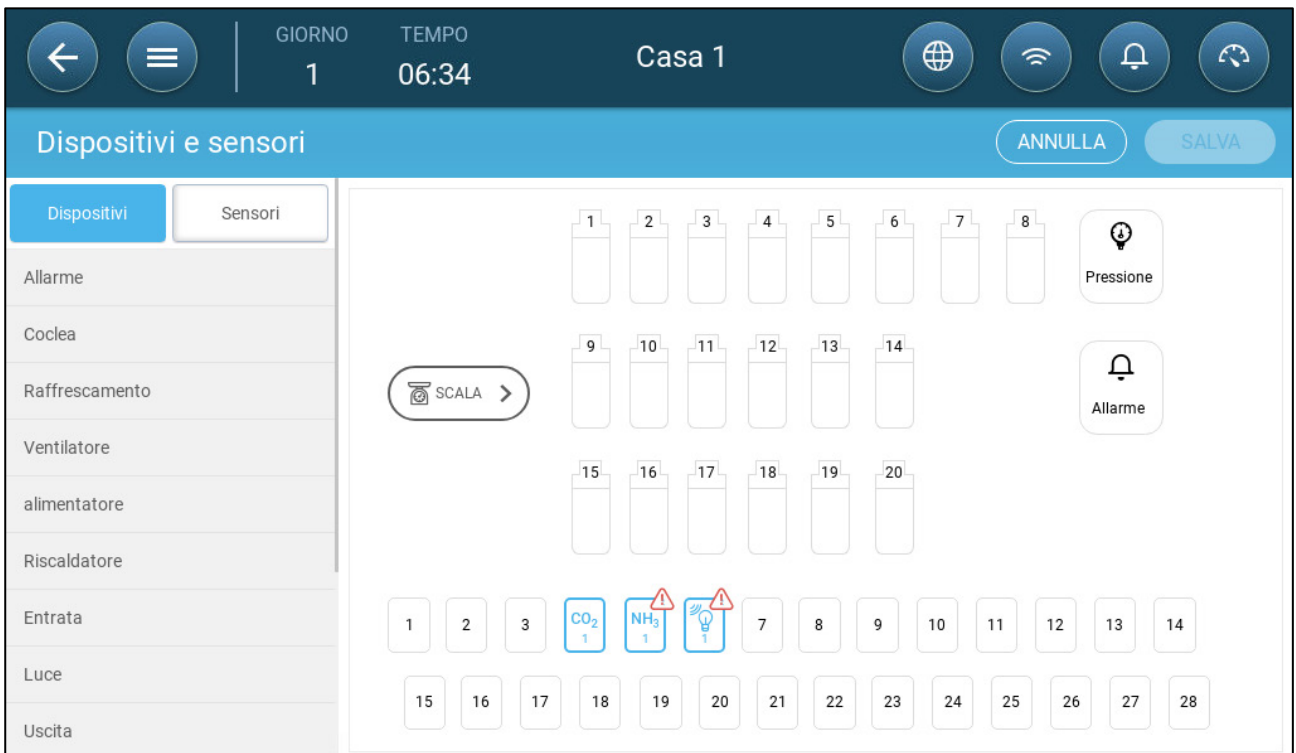 GIORNO TEMPO
1 06:34 Casa 1
Dispositivi e sensori ANNULLA SALVA
Dispositivi Sensori
Allarme
Coclea
Raffrescamento
Ventilatore
alimentatore
Riscaldatore
Entrata
Luce
Uscita
1 2 3 4 5 6 7 8
Pressione
9 10 11 12 13 14
SCALA
Allarme
15 16 17 18 19 20
1 2 3 CO₂ 1 NH₃ 1 1 7 8 9 10 11 12 13 14
15 16 17 18 19 20 21 22 23 24 25 26 27 28